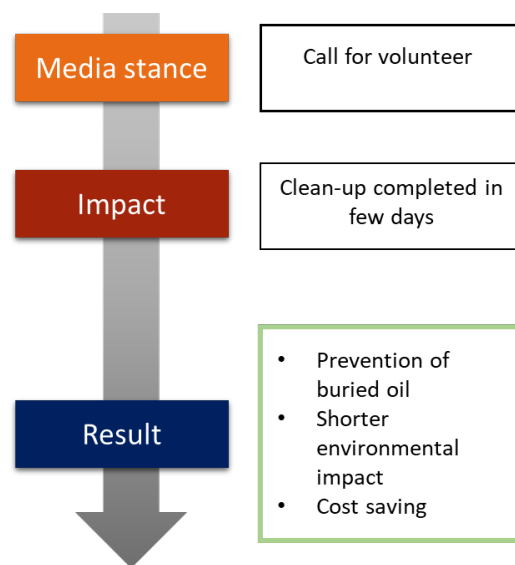 Media stance
Call for volunteer
Impact
Clean-up completed in
few days
Result
• Prevention of
buried oil
• Shorter
environmental
impact
• Cost saving